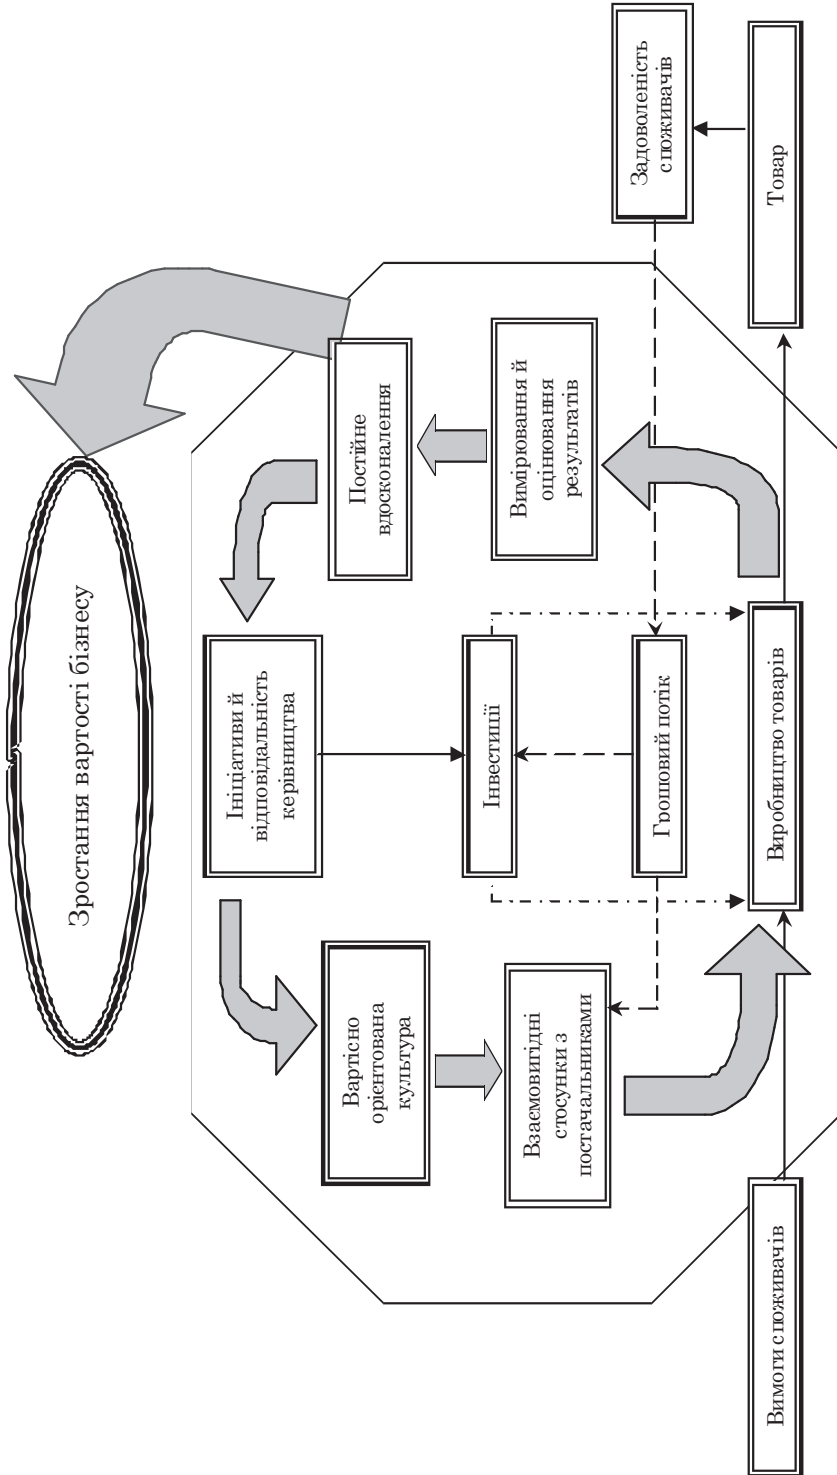 Зростання вартості бізнесу
Ініціативи й
відповідальність
керівництва
Вартісно
орієнтована
культура
Постійне
вдосконалення
Взаємовигідні
стосунки з
постачальниками
Інвестиції
Вимірювання й
оцінювання
результатів
Грошовий потік
Задоволеність
споживачів
Вимоги споживачів
Виробництво товарів
Товар